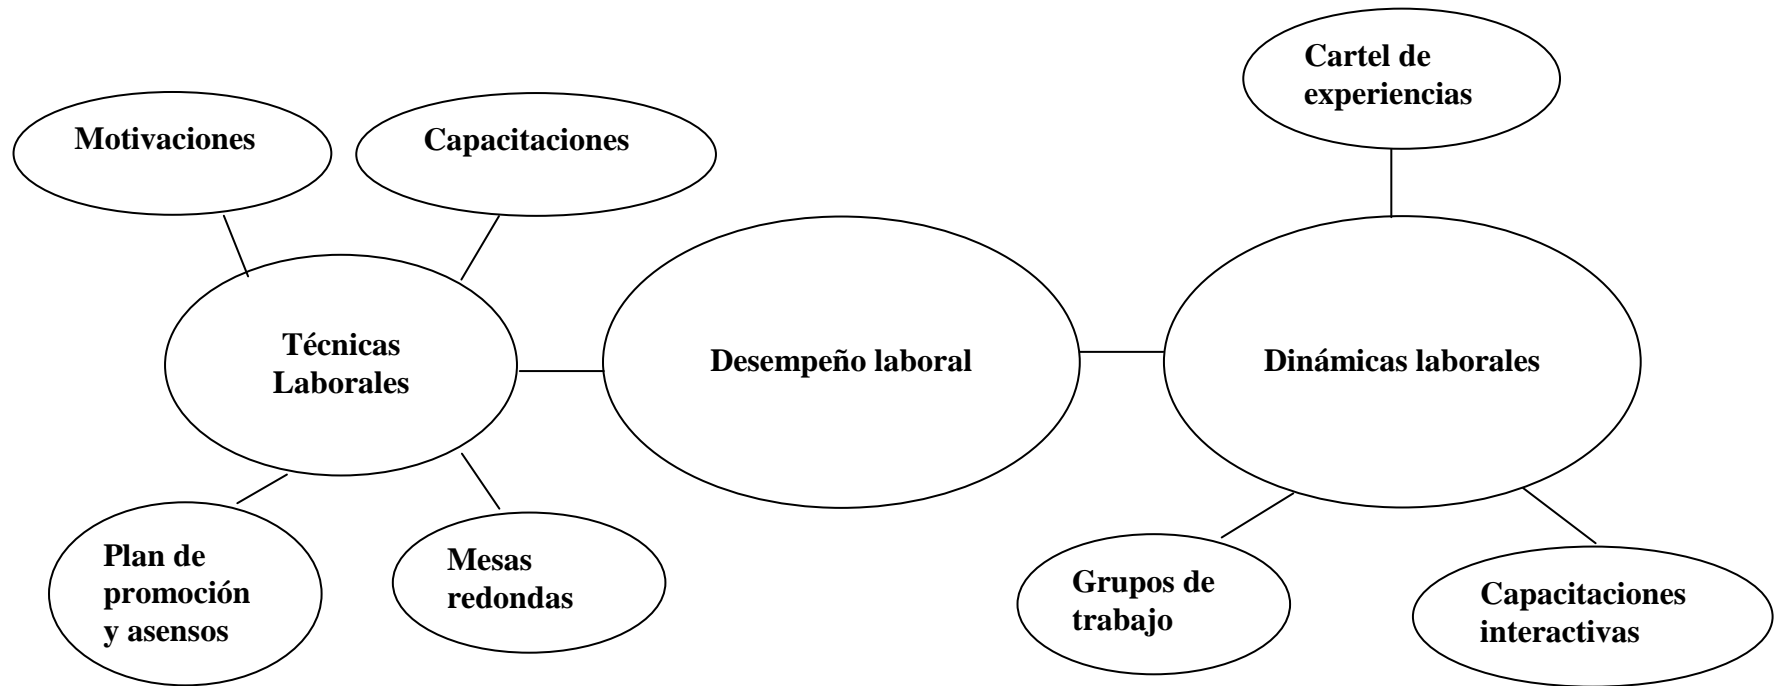 Cartel de
experiencias
Motivaciones
Capacitaciones
Técnicas
Laborales
Desempeño laboral
Dinámicas laborales
Plan de
promoción
y asensos
Mesas
redondas
Grupos de
trabajo
Capacitaciones
interactivas